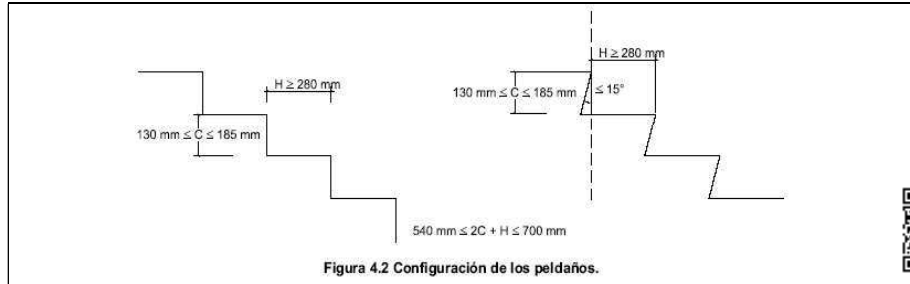 H ≥ 280 mm
130 mm ≤ C ≤ 185 mm
540 mm ≤ 2C + H ≤ 700 mm
H ≥ 280 mm
130 mm ≤ C ≤ 185 mm
≤ 15°
Figura 4.2 Configuración de los peldaños.